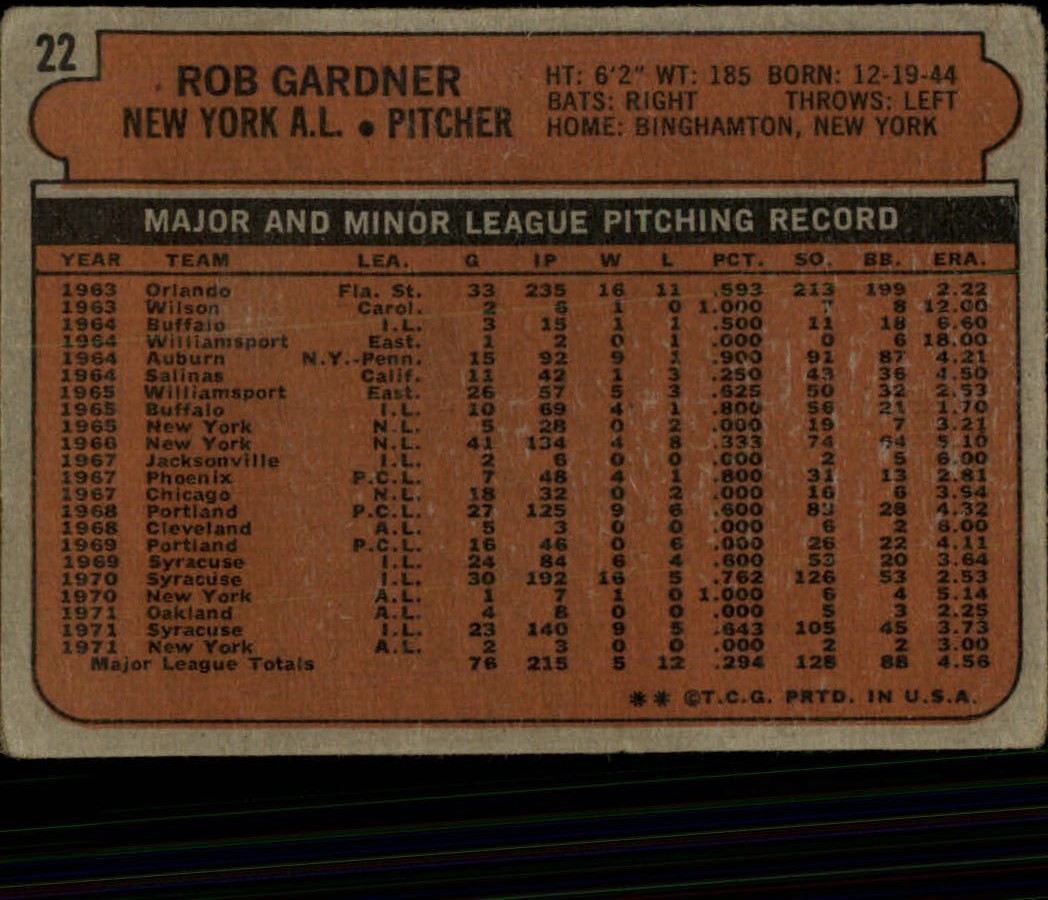 22
ROB GARDNER
NEW YORK A.L. • PITCHER
HT: 6'2" WT: 185 BORN: 12-19-44
BATS: RIGHT THROWS: LEFT
HOME: BINGHAMTON, NEW YORK
MAJOR AND MINOR LEAGUE PITCHING RECORD
YEAR TEAM LEA. G IP W L PCT. SO. BB. ERA.
1963 Orlando Fla. St. 33 235 16 11 .593 213 199 2.22
1963 Wilson Carol. 2 6 1 0 1.000 7 8 12.00
1964 Buffalo I.L. 3 15 1 1 .500 11 18 6.60
1964 Williamsport East. 1 2 0 1 .000 0 6 18.00
1964 Auburn N.Y.-Penn. 15 92 9 1 .900 91 87 4.21
1964 Salinas Calif. 11 42 1 3 .250 43 36 4.50
1965 Williamsport East. 26 57 5 3 .625 50 32 2.53
1965 Buffalo I.L. 10 69 4 1 .800 56 21 1.70
1965 New York N.L. 5 28 0 2 .000 19 7 3.21
1966 New York N.L. 41 134 4 8 .333 74 64 5.10
1967 Jacksonville I.L. 2 6 0 0 .000 2 5 6.00
1967 Phoenix P.C.L. 7 48 4 1 .800 31 13 2.81
1967 Chicago N.L. 18 32 0 2 .000 16 6 3.94
1968 Portland P.C.L. 27 125 9 6 .600 83 28 4.32
1968 Cleveland A.L. 5 3 0 0 .000 6 2 6.00
1969 Portland P.C.L. 16 46 0 6 .000 26 22 4.11
1969 Syracuse I.L. 24 84 6 4 .600 53 20 3.64
1970 Syracuse I.L. 30 192 16 5 .762 126 53 2.53
1970 New York A.L. 1 7 1 0 1.000 6 4 5.14
1971 Oakland A.L. 4 8 0 0 .000 5 3 2.25
1971 Syracuse I.L. 23 140 9 5 .643 105 45 3.73
1971 New York A.L. 2 3 0 0 .000 2 2 3.00
Major League Totals 76 215 5 12 .294 128 88 4.56
** ©T.C.G. PRTD. IN U.S.A.